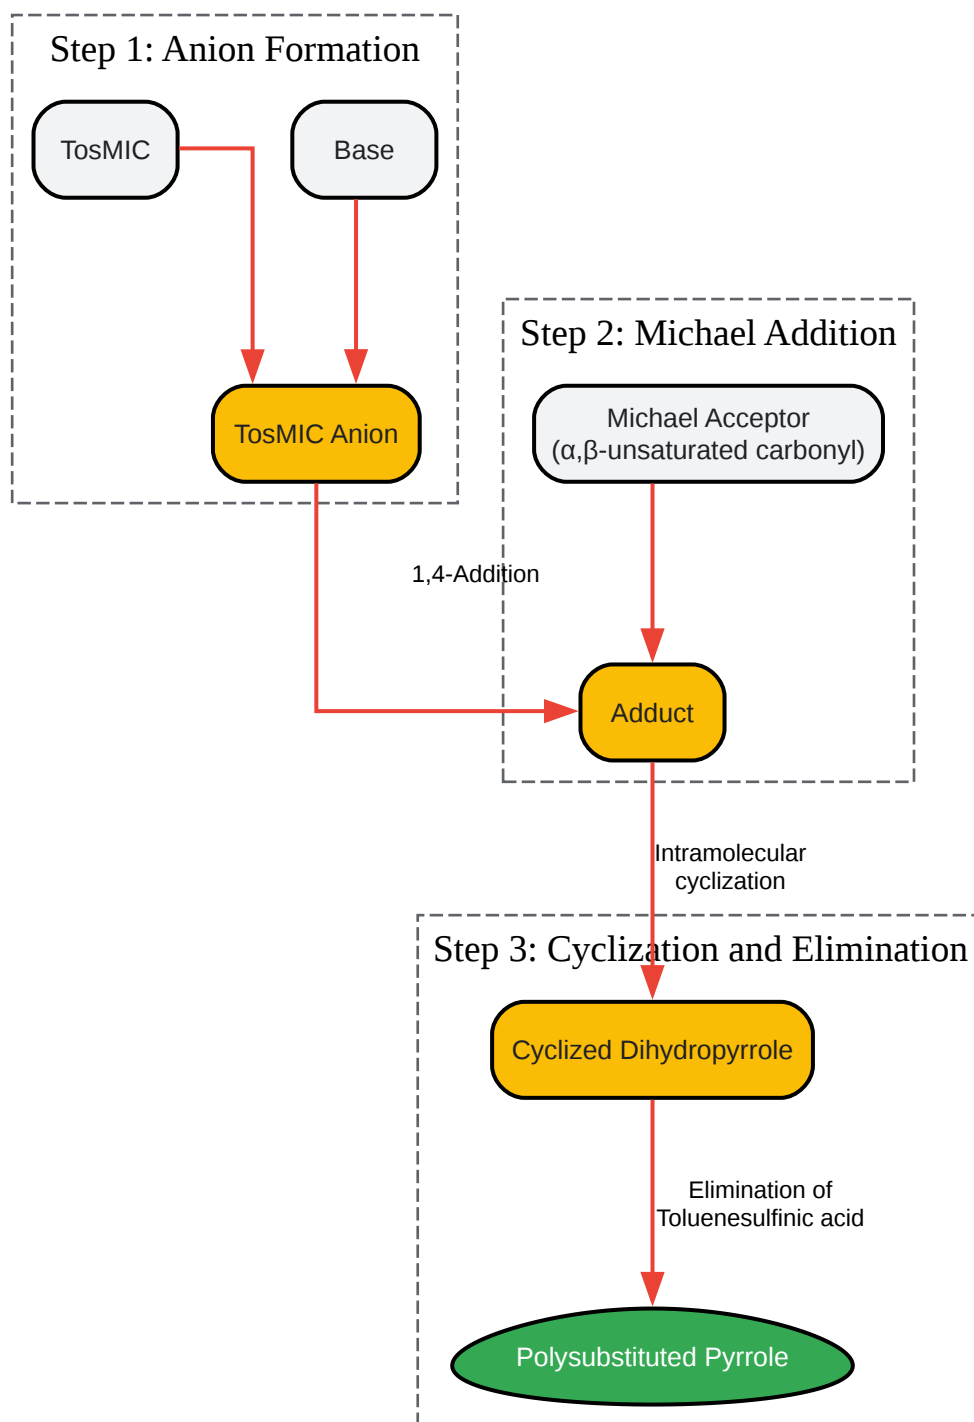 Step 1: Anion Formation
TosMIC
Base
TosMIC Anion
Step 2: Michael Addition
Michael Acceptor
(α,β-unsaturated carbonyl)
1,4-Addition
Adduct
Intramolecular
cyclization
Step 3: Cyclization and Elimination
Cyclized Dihydropyrrole
Elimination of
Toluenesulfinic acid
Polysubstituted Pyrrole